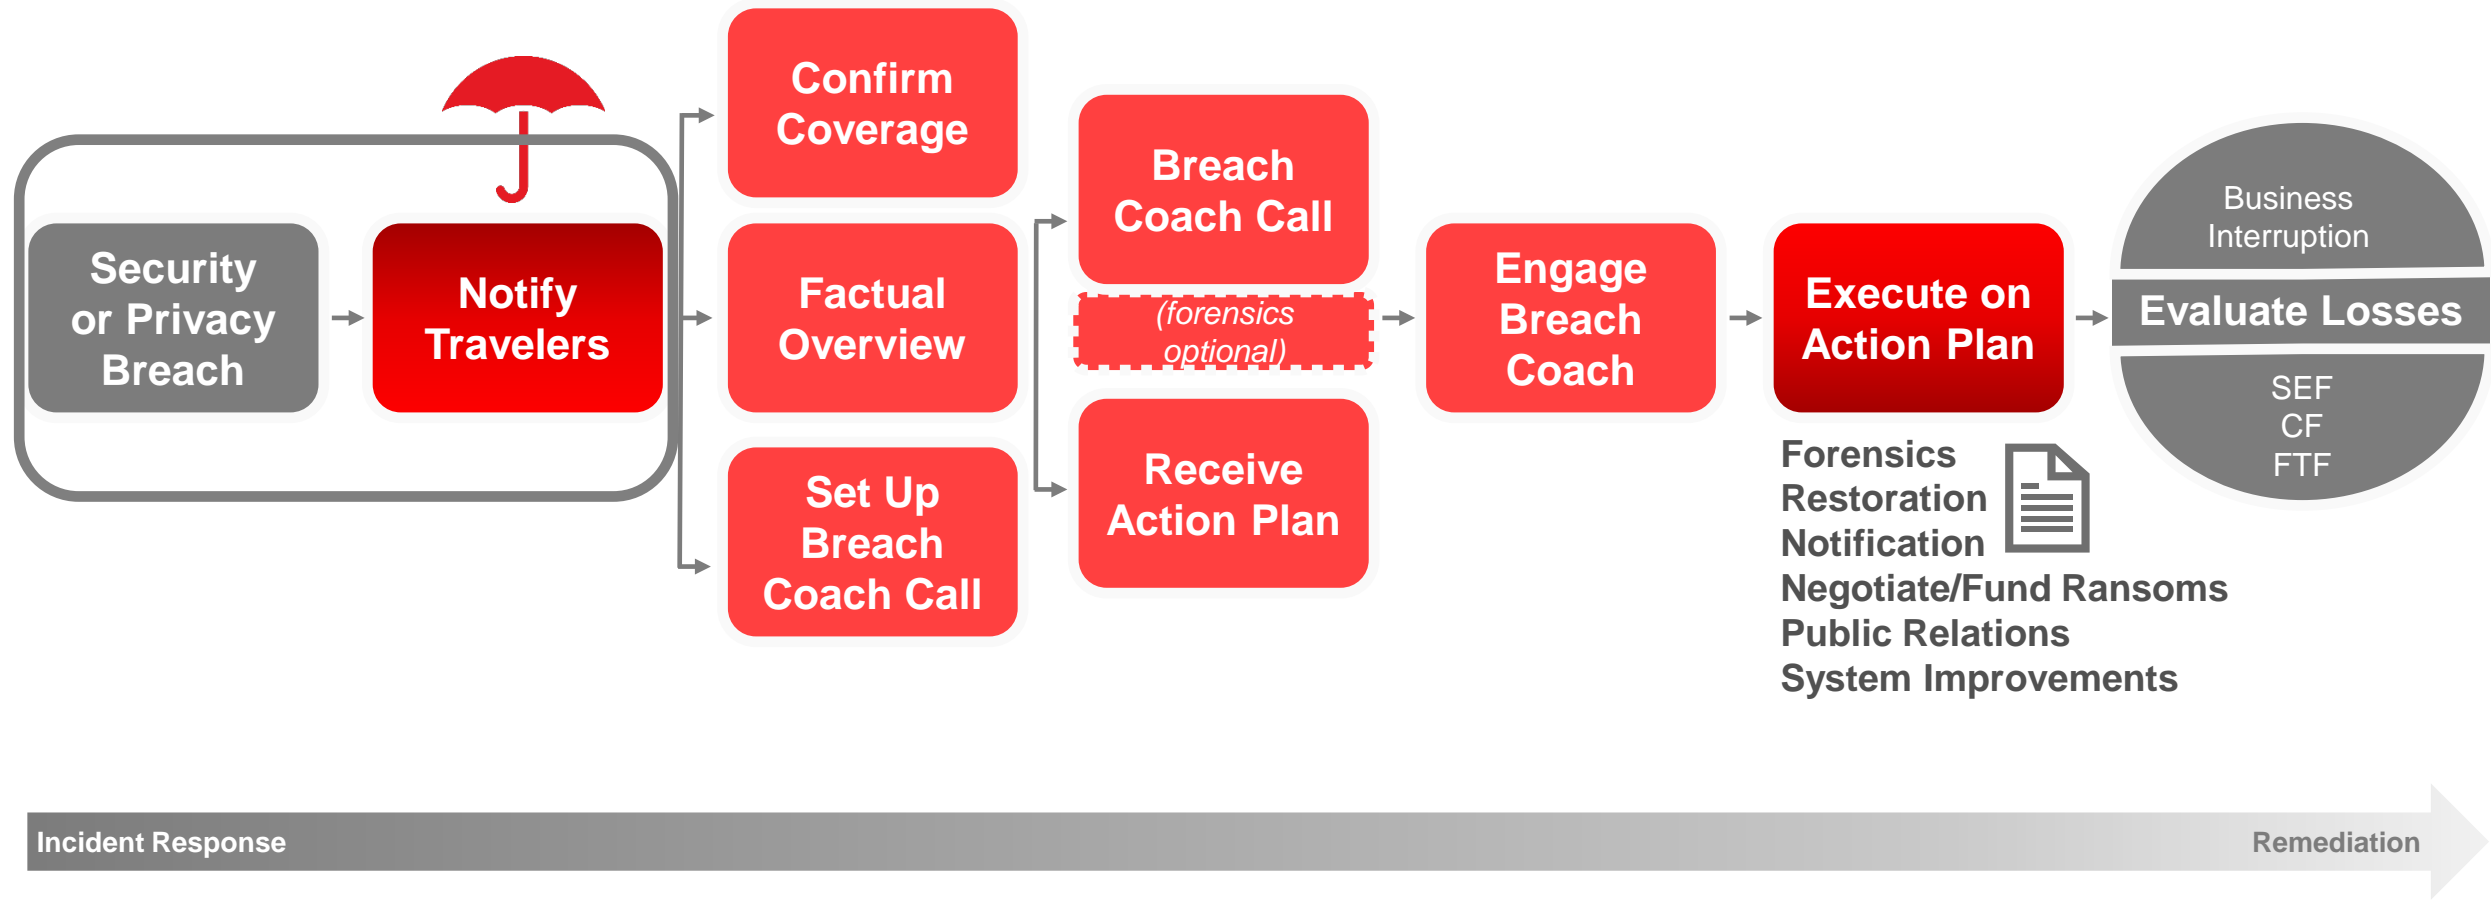 Security
or Privacy
Breach
Notify
Travelers
Confirm
Coverage
Factual
Overview
Set Up
Breach
Coach Call
Breach
Coach Call
(forensics
optional)
Receive
Action Plan
Engage
Breach
Coach
Execute on
Action Plan
Forensics
Restoration
Notification
Negotiate/Fund Ransoms
Public Relations
System Improvements
Business
Interruption
Evaluate Losses
SEF
CF
FTF
Incident Response
Remediation